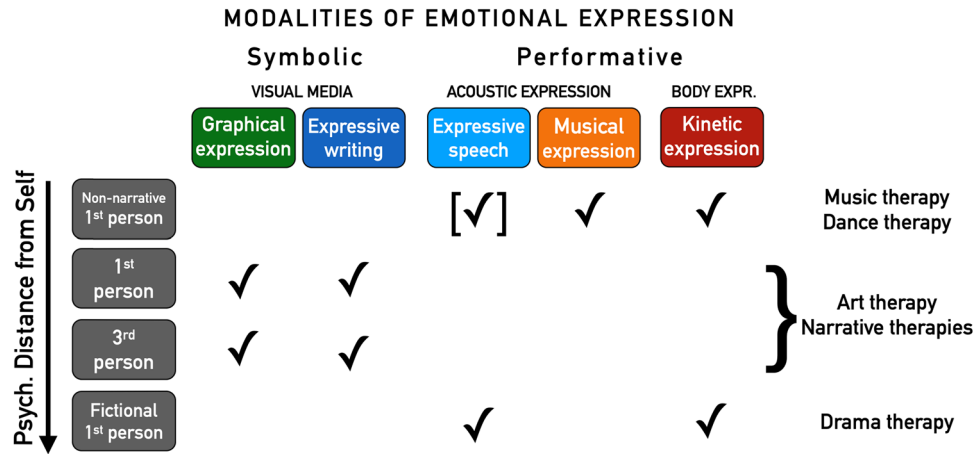 MODALITIES OF EMOTIONAL EXPRESSION
Symbolic
Performative
VISUAL MEDIA
ACOUSTIC EXPRESSION
BODY EXPR.
Graphical
expression
Expressive
writing
Expressive
speech
Musical
expression
Kinetic
expression
Psych. Distance from Self
Non-narrative
1st person
[✓]
✓
✓
Music therapy
Dance therapy
1st
person
✓
✓
3rd
person
✓
✓
}
Art therapy
Narrative therapies
Fictional
1st person
✓
✓
Drama therapy